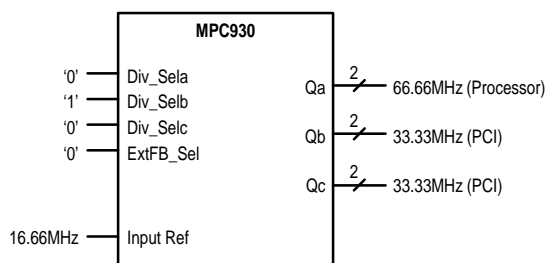 MPC930
‘0’ Div_Sela
‘1’ Div_Selb
‘0’ Div_Selc
‘0’ ExtFB_Sel
16.66MHz Input Ref
Qa 2 66.66MHz (Processor)
Qb 2 33.33MHz (PCI)
Qc 2 33.33MHz (PCI)